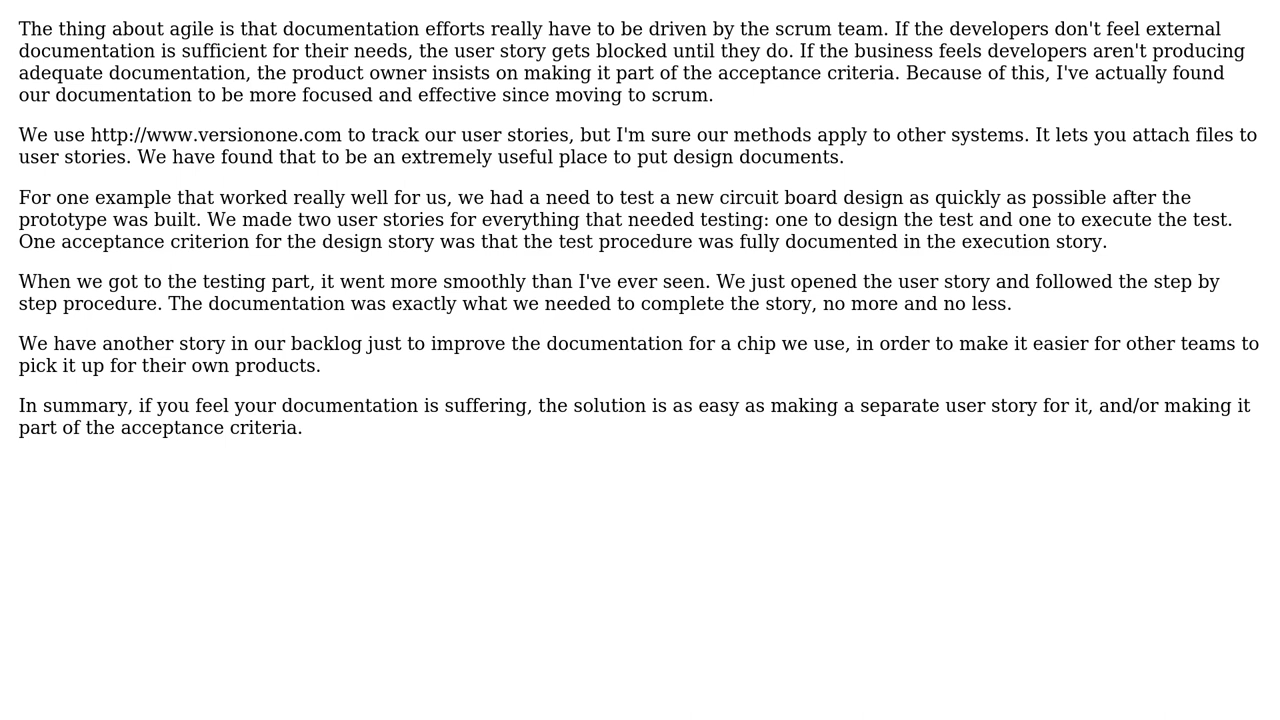 The thing about agile is that documentation efforts really have to be driven by the scrum team. If the developers don't feel external
documentation is sufficient for their needs, the user story gets blocked until they do. If the business feels developers aren't producing
adequate documentation, the product owner insists on making it part of the acceptance criteria. Because of this, I've actually found
our documentation to be more focused and effective since moving to scrum.
We use http://www.versionone.com to track our user stories, but I'm sure our methods apply to other systems. It lets you attach files to
user stories. We have found that to be an extremely useful place to put design documents.
For one example that worked really well for us, we had a need to test a new circuit board design as quickly as possible after the
prototype was built. We made two user stories for everything that needed testing: one to design the test and one to execute the test.
One acceptance criterion for the design story was that the test procedure was fully documented in the execution story.
When we got to the testing part, it went more smoothly than I've ever seen. We just opened the user story and followed the step by
step procedure. The documentation was exactly what we needed to complete the story, no more and no less.
We have another story in our backlog just to improve the documentation for a chip we use, in order to make it easier for other teams to
pick it up for their own products.
In summary, if you feel your documentation is suffering, the solution is as easy as making a separate user story for it, and/or making it
part of the acceptance criteria.